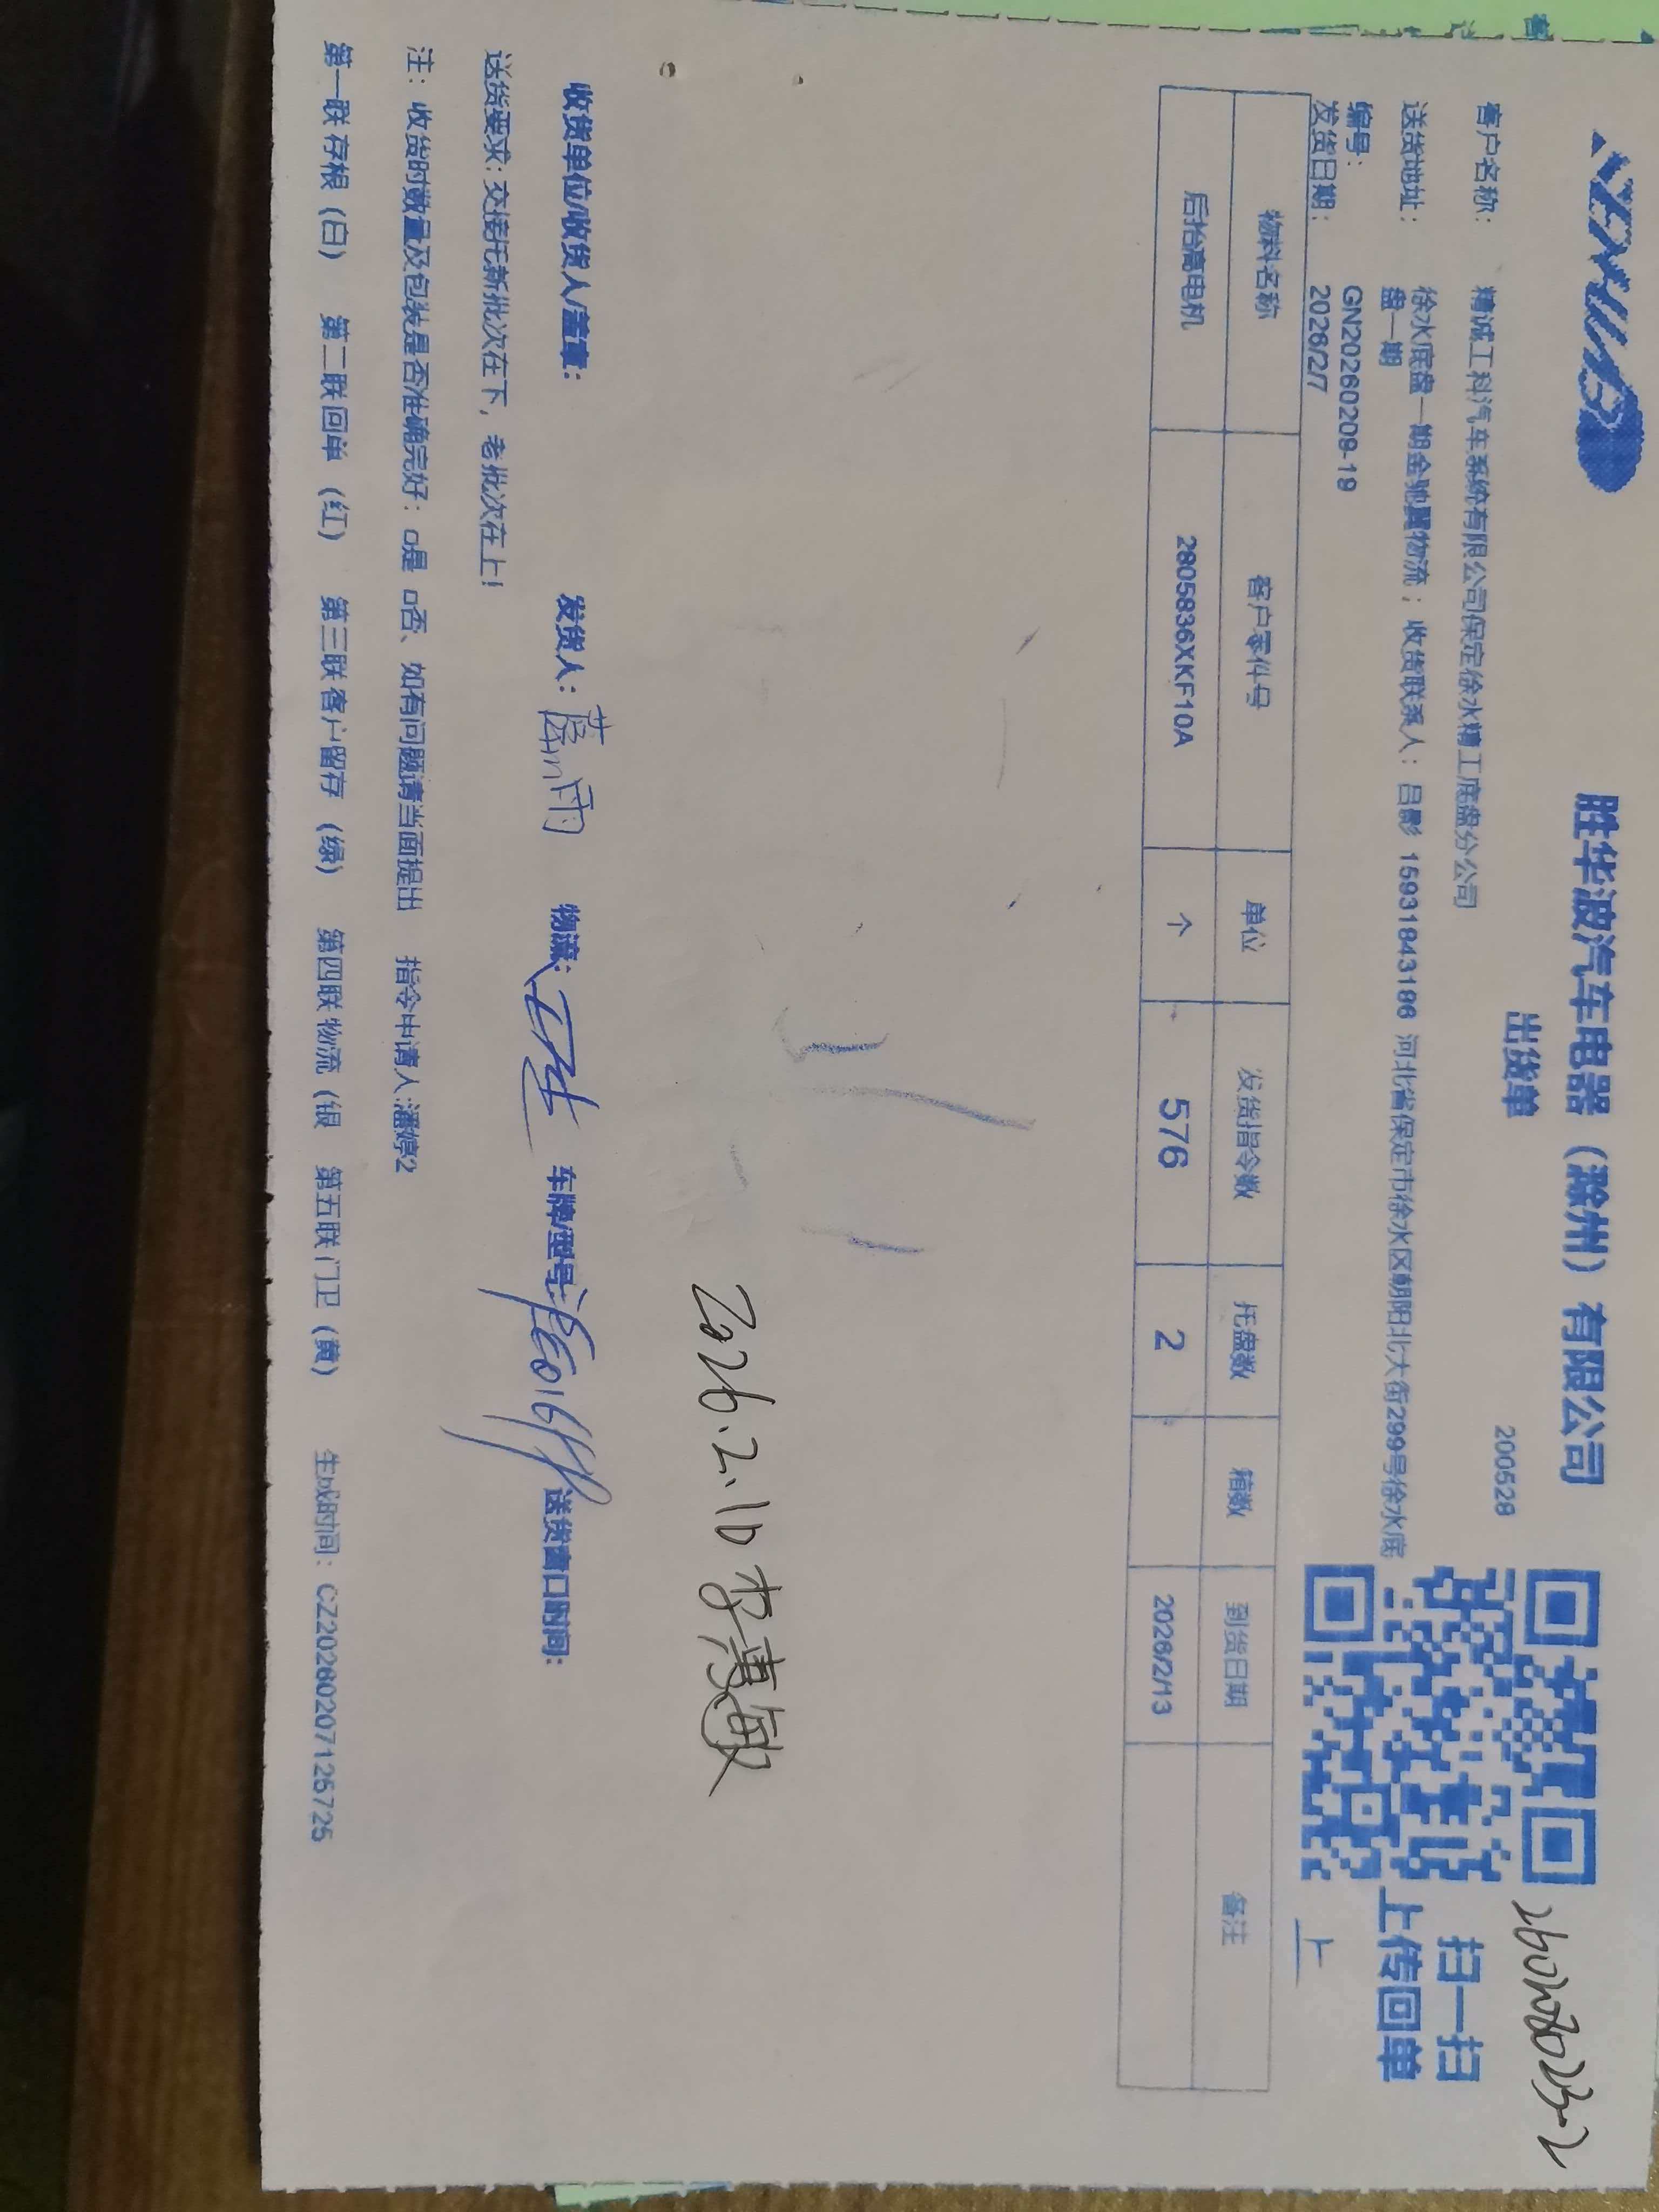 胜华波汽车电器（滁州）有限公司
出货单
200528
扫一扫
上传回单
客户名称： 精诚工科汽车系统有限公司保定徐水精工底盘分公司
送货地址： 徐水底盘一期金驰翼物流；收货联系人：吕影 15931843186 河北省保定市徐水区朝阳北大街299号徐水底
盘一期
编号： GN20260209-19
发货日期： 2026/2/7
上
物料名称 客户零件号 单位 发货指令数 托盘数 箱数 到货日期 备注
后抬高电机 2805836XKF10A 个 576 2 2026/2/13
2026.2.10 李惠敏
收货单位/收货人/盖章： 发货人： 物流： 车牌/型号： 送货窗口时间：
送货要求：交接托新批次在下，老批次在上！
注：收货时数量及包装是否准确完好：□是 □否、如有问题请当面提出 指令申请人:潘婷2
第一联存根（白） 第二联回单（红） 第三联客户留存（绿） 第四联物流（银 第五联门卫（黄） 生成时间：CZ20260207125725